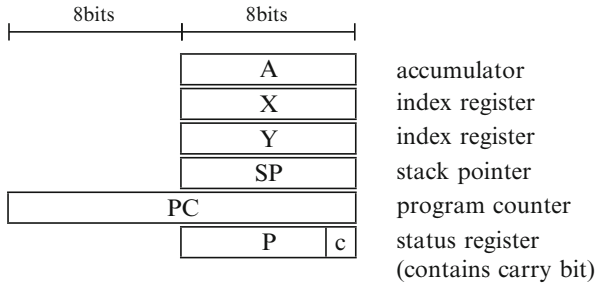 8bits 8bits
A accumulator
X index register
Y index register
SP stack pointer
PC program counter
P c status register
(contains carry bit)